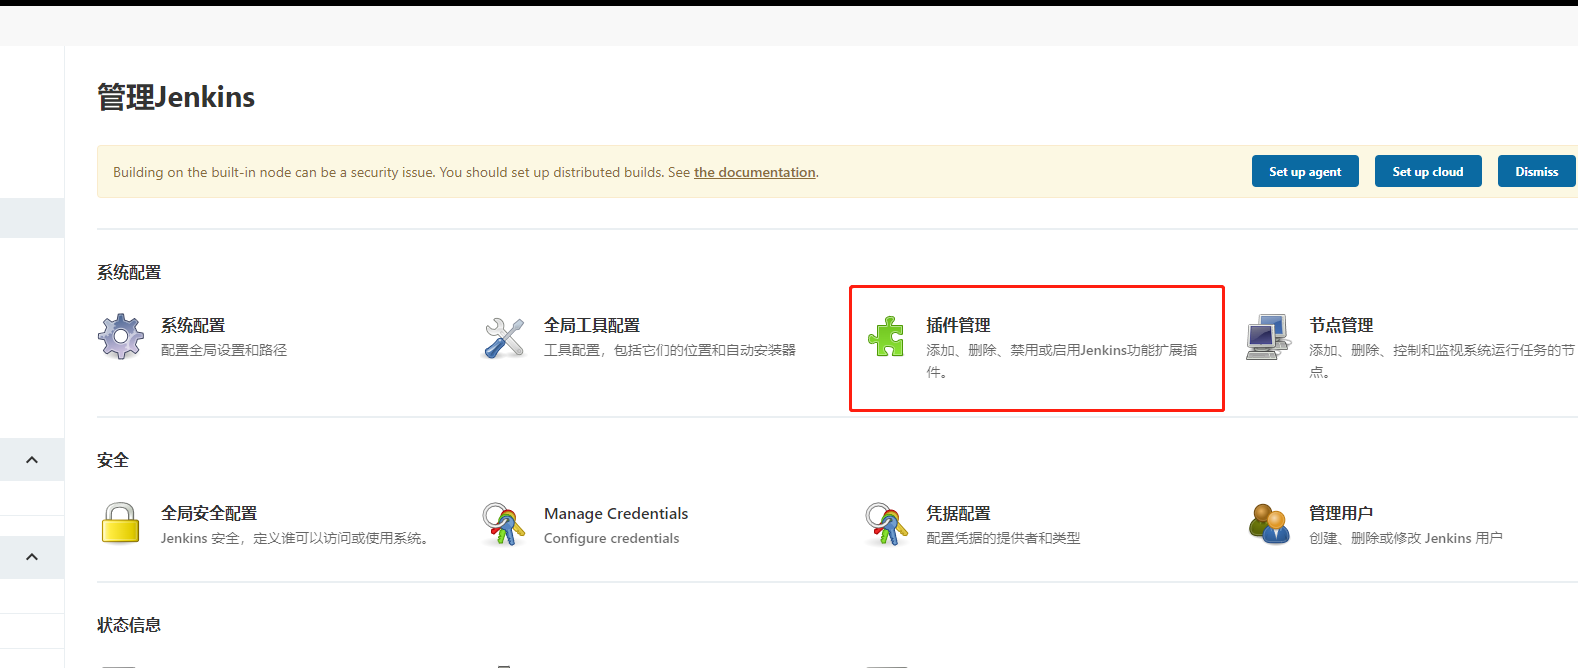 管理Jenkins
Building on the built-in node can be a security issue. You should set up distributed builds. See the documentation.
Set up agent
Set up cloud
Dismiss
系统配置
系统配置
配置全局设置和路径
全局工具配置
工具配置，包括它们的位置和自动安装器
插件管理
添加、删除、禁用或启用Jenkins功能扩展插
件。
节点管理
添加、删除、控制和监视系统运行任务的节
点。
安全
全局安全配置
Jenkins 安全，定义谁可以访问或使用系统。
Manage Credentials
Configure credentials
凭据配置
配置凭据的提供者和类型
管理用户
创建、删除或修改 Jenkins 用户
状态信息